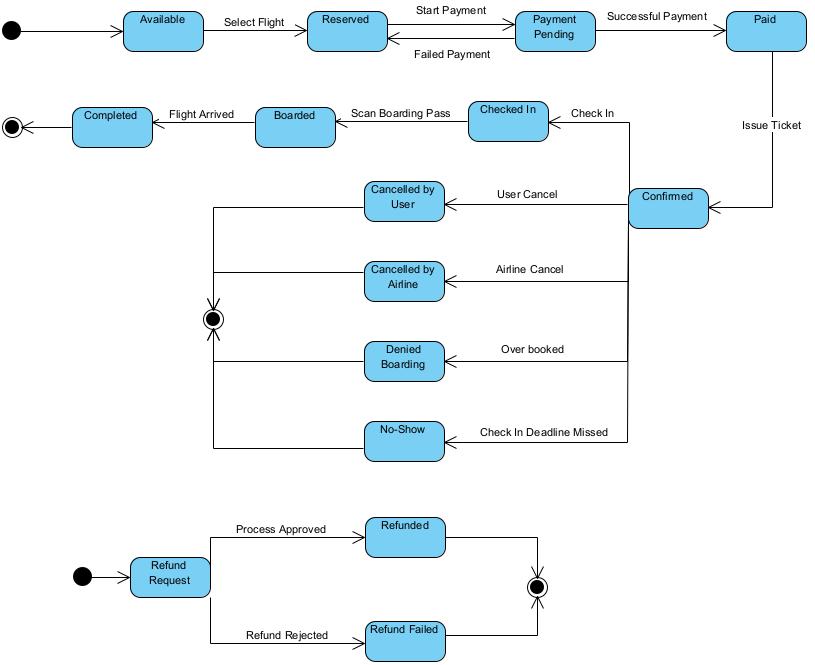 Available
Select Flight
Reserved
Start Payment
Failed Payment
Payment
Pending
Successful Payment
Paid
Issue Ticket
Completed
Flight Arrived
Boarded
Scan Boarding Pass
Checked In
Check In
Confirmed
Cancelled by
User
User Cancel
Cancelled by
Airline
Airline Cancel
Denied
Boarding
Over booked
No-Show
Check In Deadline Missed
Refund
Request
Process Approved
Refunded
Refund Rejected
Refund Failed